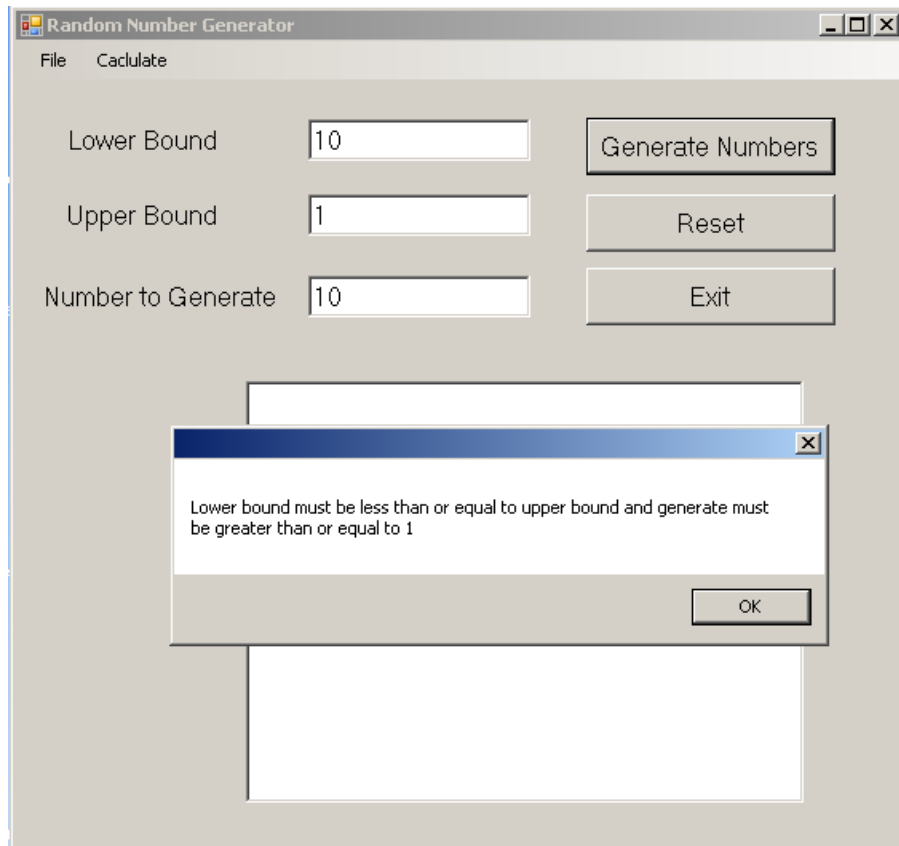 Random Number Generator
File Caclulate
Lower Bound 10 Generate Numbers
Upper Bound 1 Reset
Number to Generate 10 Exit
Lower bound must be less than or equal to upper bound and generate must
be greater than or equal to 1
OK